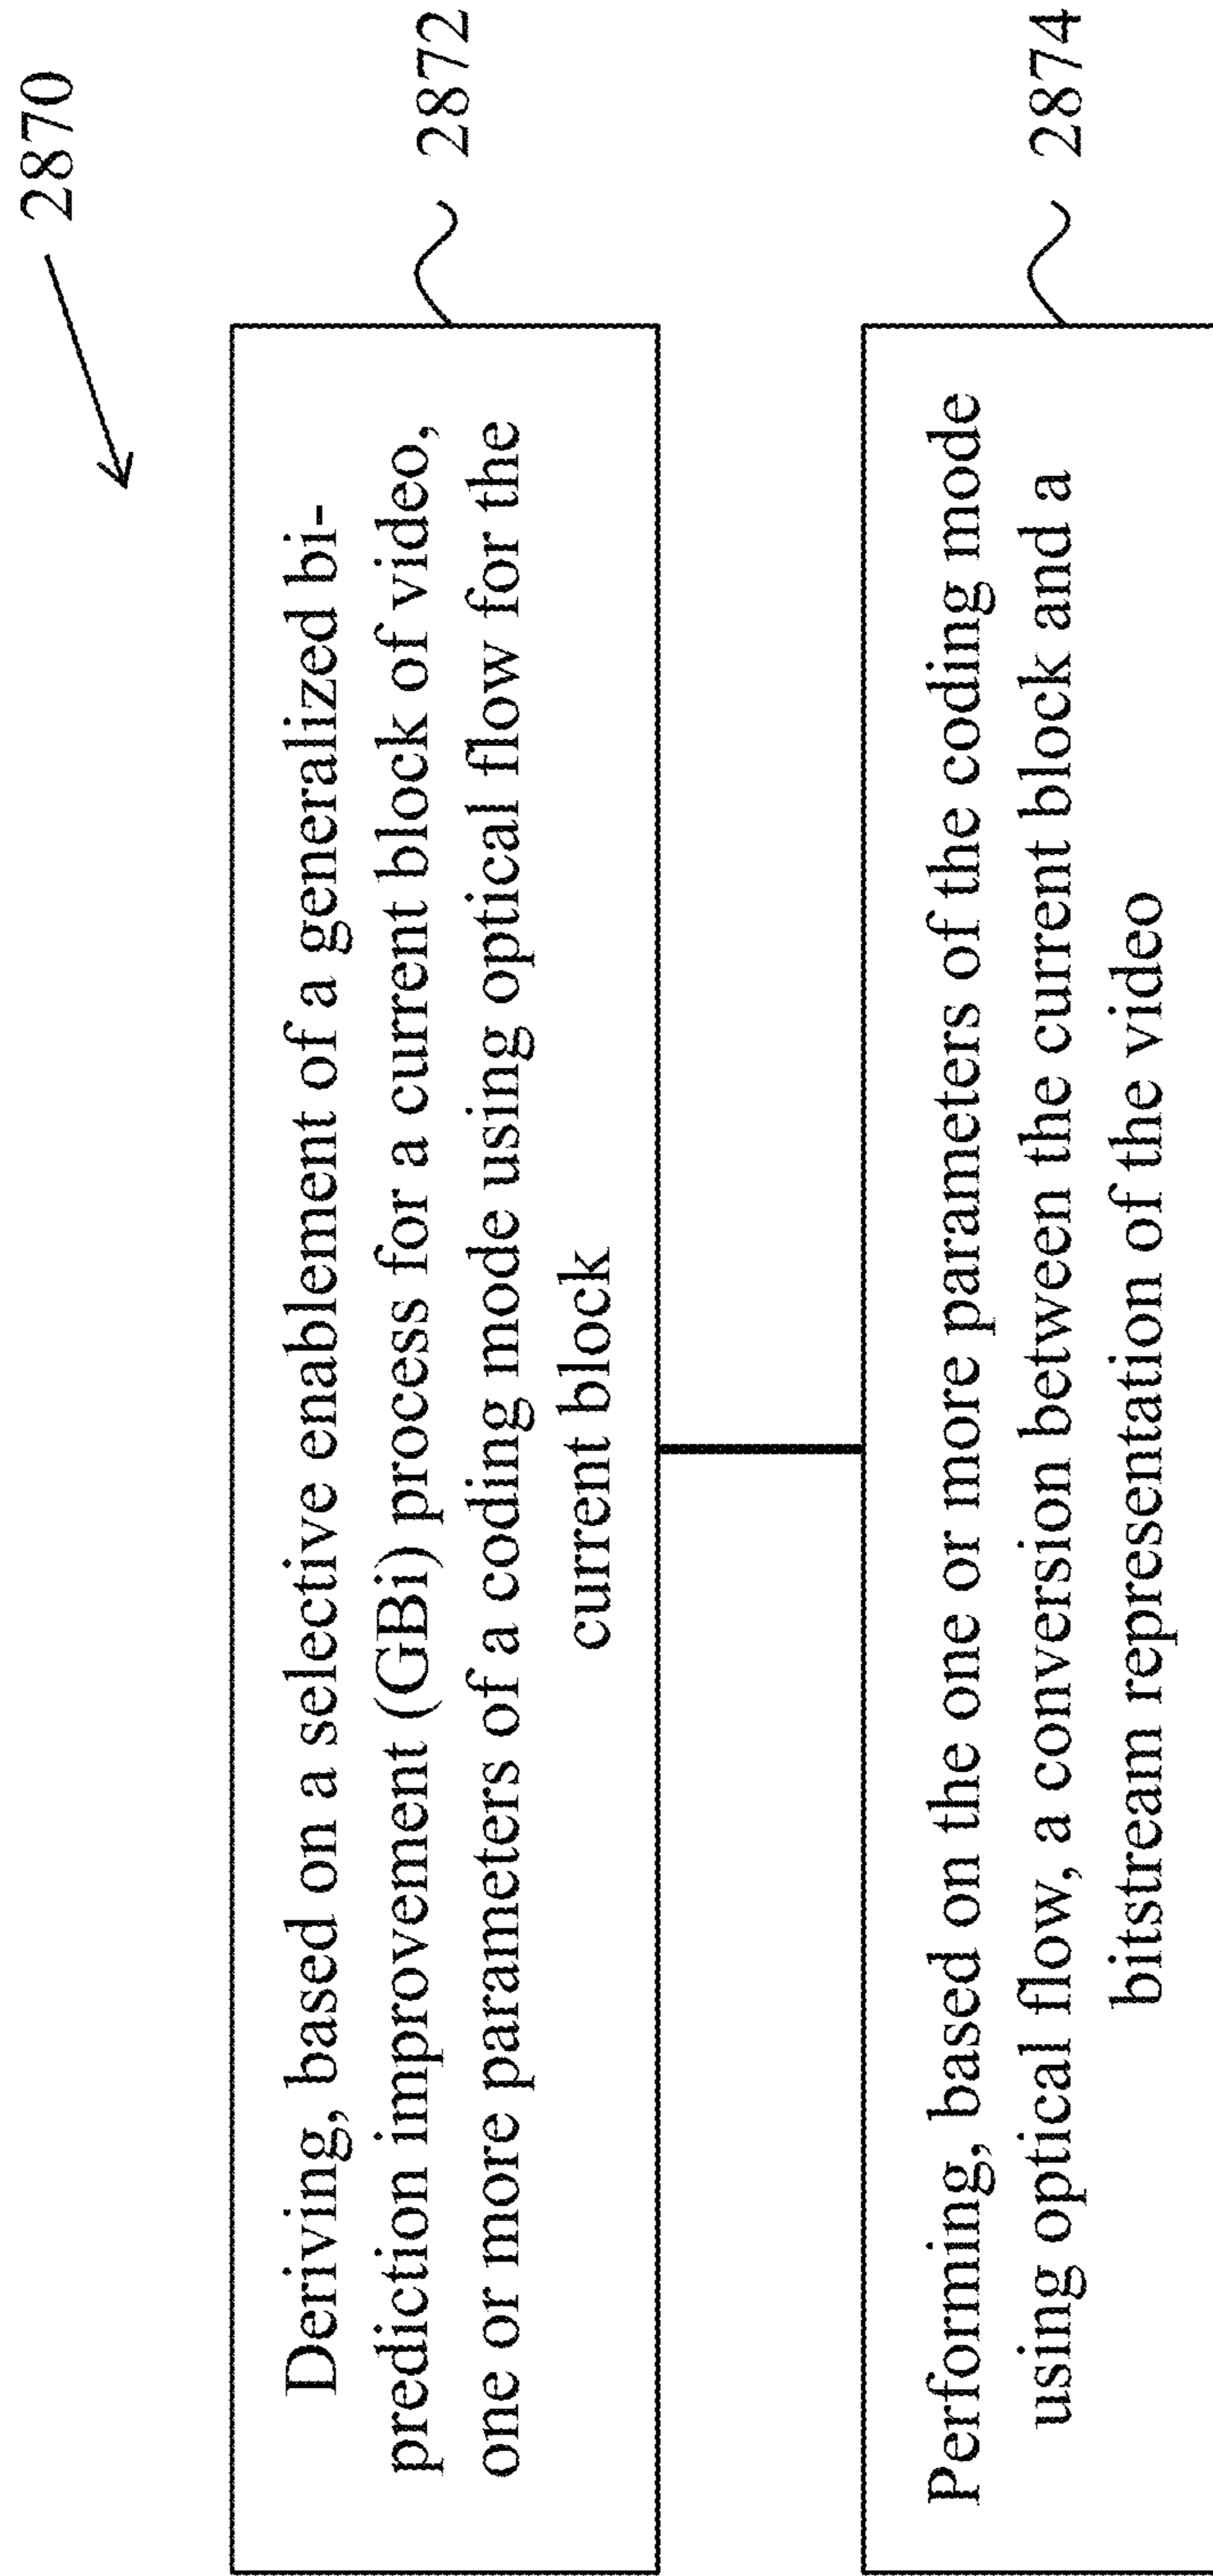 2870
Deriving, based on a selective enablement of a generalized bi-
prediction improvement (GBi) process for a current block of video,
one or more parameters of a coding mode using optical flow for the
current block
2872
Performing, based on the one or more parameters of the coding mode
using optical flow, a conversion between the current block and a
bitstream representation of the video
2874